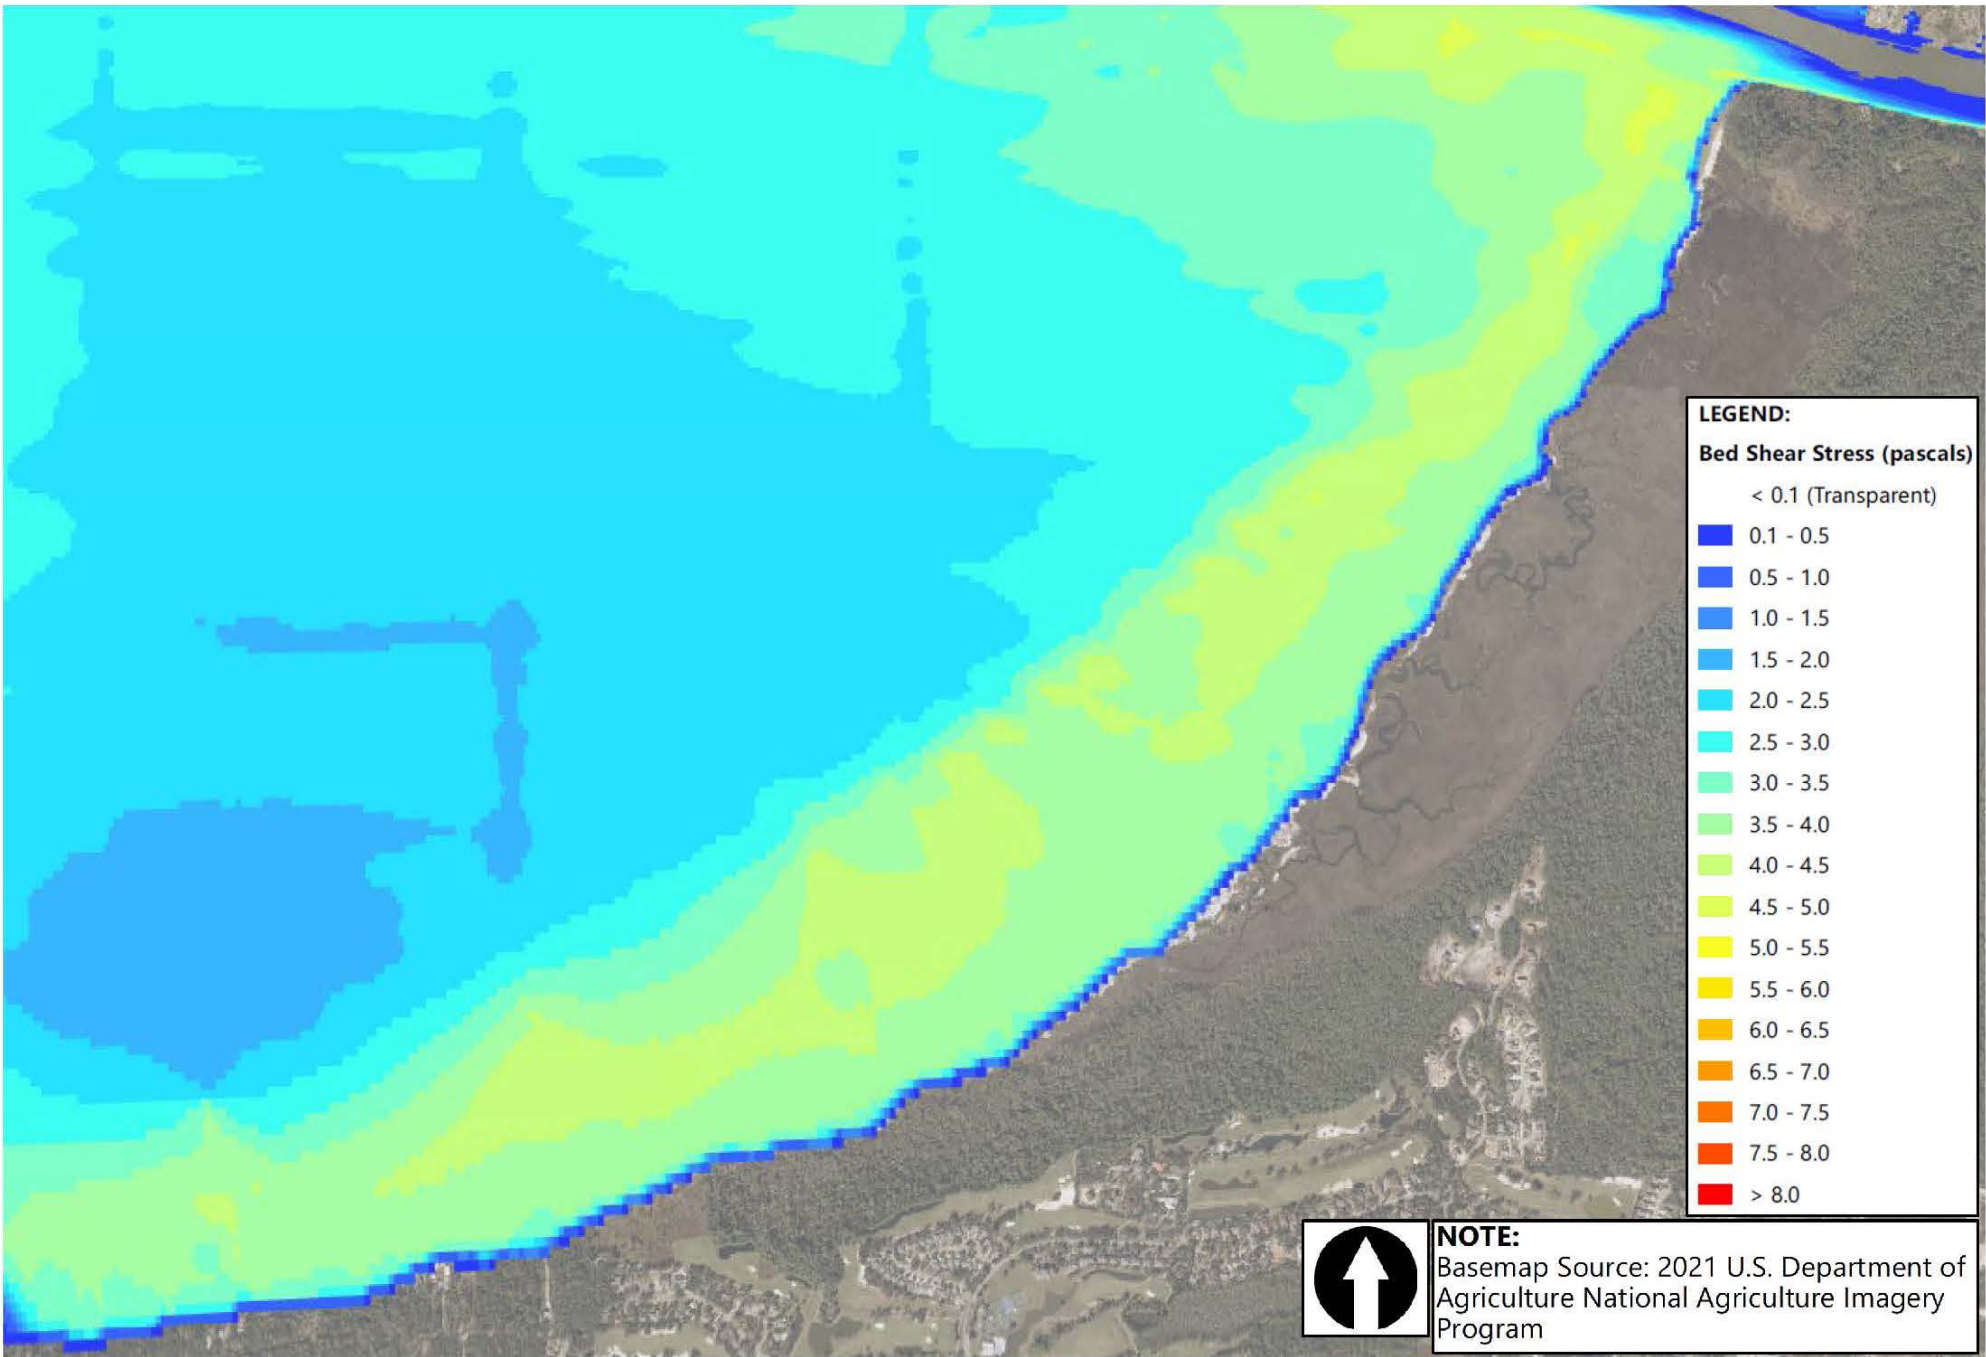 LEGEND:
Bed Shear Stress (pascals)
< 0.1 (Transparent)
0.1 - 0.5
0.5 - 1.0
1.0 - 1.5
1.5 - 2.0
2.0 - 2.5
2.5 - 3.0
3.0 - 3.5
3.5 - 4.0
4.0 - 4.5
4.5 - 5.0
5.0 - 5.5
5.5 - 6.0
6.0 - 6.5
6.5 - 7.0
7.0 - 7.5
7.5 - 8.0
> 8.0
NOTE:
Basemap Source: 2021 U.S. Department of
Agriculture National Agriculture Imagery
Program